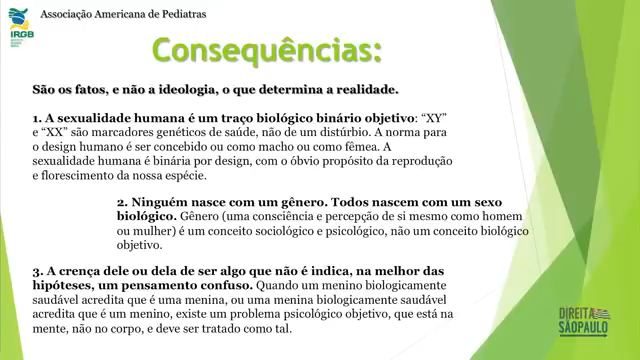 Associação Americana de Pediatras
IRGB
Consequências:
São os fatos, e não a ideologia, o que determina a realidade.
1. A sexualidade humana é um traço biológico binário objetivo: “XY”
e “XX” são marcadores genéticos de saúde, não de um distúrbio. A norma para
o design humano é ser concebido ou como macho ou como fêmea. A
sexualidade humana é binária por design, com o óbvio propósito da reprodução
e florescimento da nossa espécie.
2. Ninguém nasce com um gênero. Todos nascem com um sexo
biológico. Gênero (uma consciência e percepção de si mesmo como homem
ou mulher) é um conceito sociológico e psicológico, não um conceito biológico
objetivo.
3. A crença dele ou dela de ser algo que não é indica, na melhor das
hipóteses, um pensamento confuso. Quando um menino biologicamente
saudável acredita que é uma menina, ou uma menina biologicamente saudável
acredita que é um menino, existe um problema psicológico objetivo, que está na
mente, não no corpo, e deve ser tratado como tal.
DIREITA
SÃOPAULO